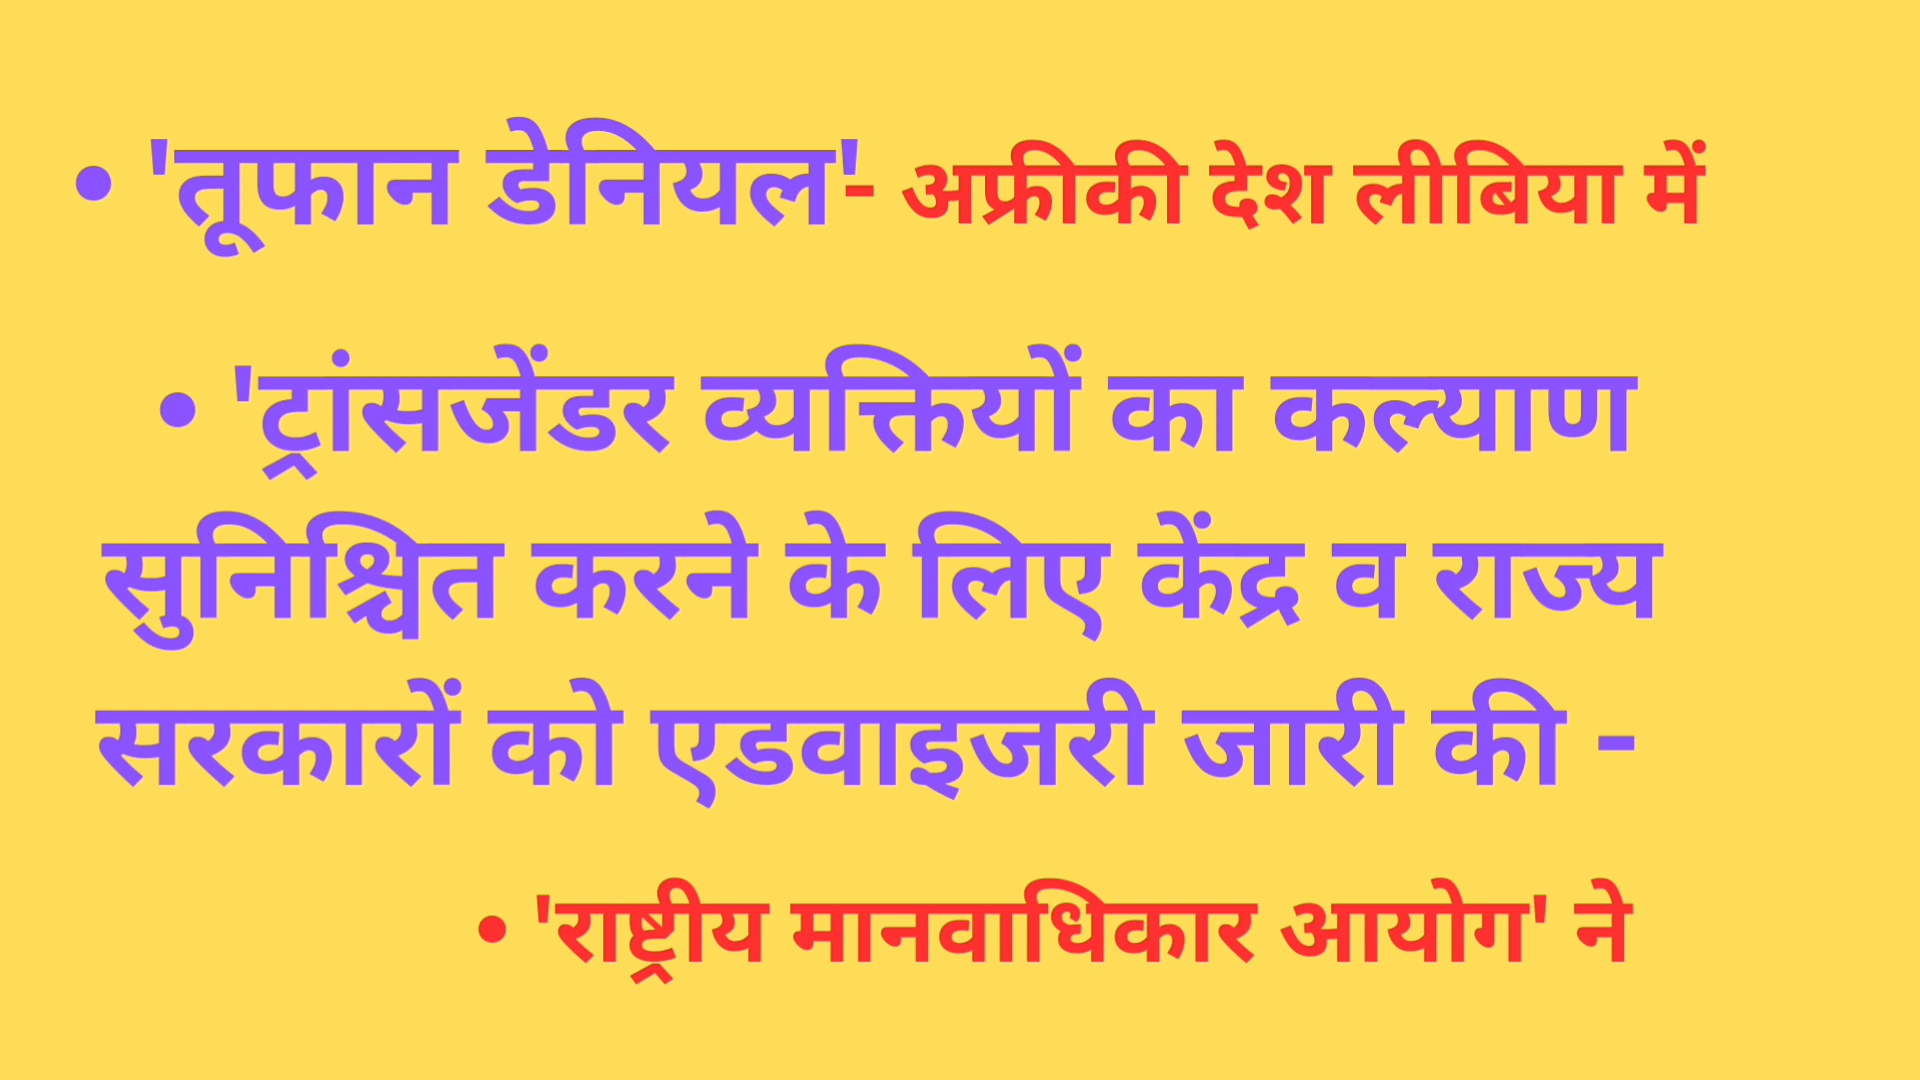 • 'तूफान डेनियल'- अफ्रीकी देश लीबिया में
• 'ट्रांसजेंडर व्यक्तियों का कल्याण
सुनिश्चित करने के लिए केंद्र व राज्य
सरकारों को एडवाइजरी जारी की -
• 'राष्ट्रीय मानवाधिकार आयोग' ने